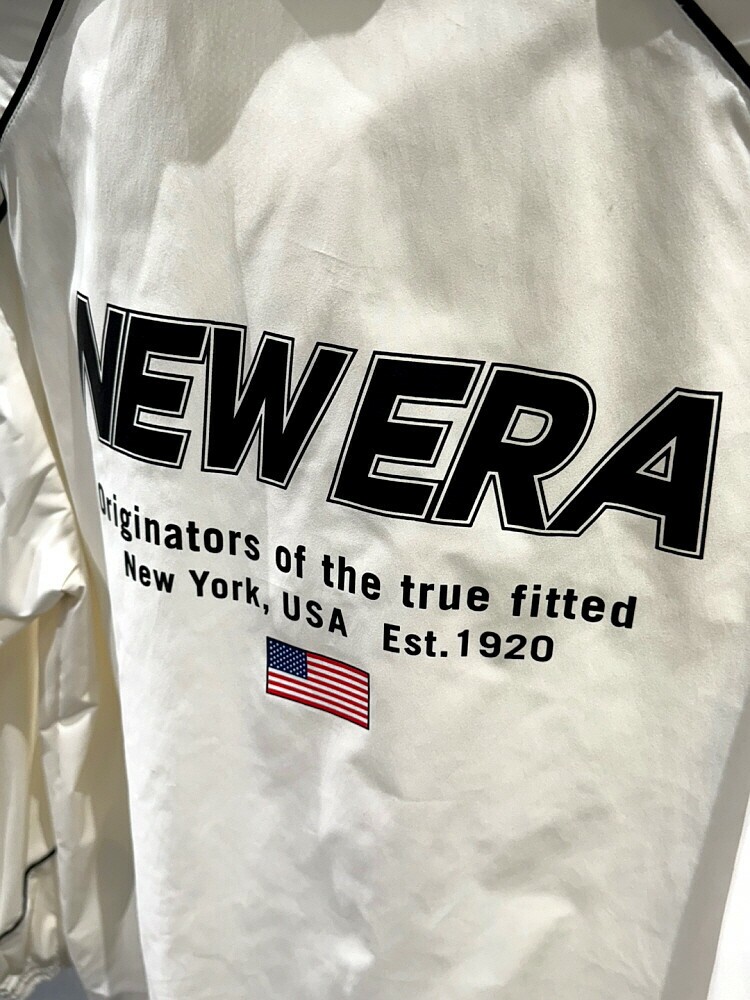 NEW ERA
Originators of the true fitted
New York, USA Est.1920